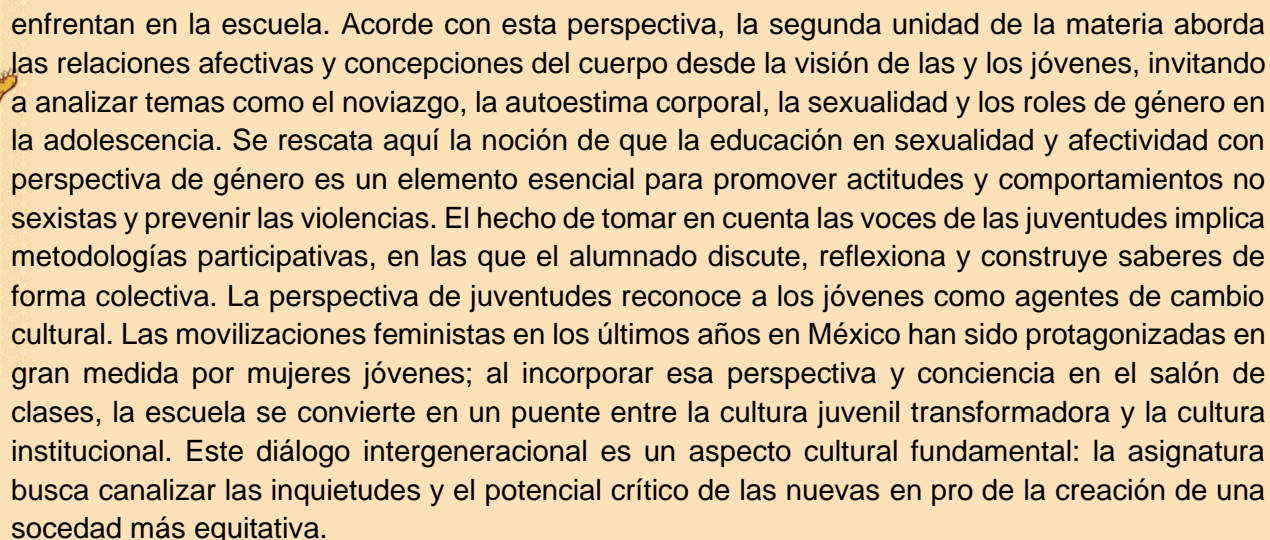 enfrentan en la escuela. Acorde con esta perspectiva, la segunda unidad de la materia aborda
las relaciones afectivas y concepciones del cuerpo desde la visión de las y los jóvenes, invitando
a analizar temas como el noviazgo, la autoestima corporal, la sexualidad y los roles de género en
la adolescencia. Se rescata aquí la noción de que la educación en sexualidad y afectividad con
perspectiva de género es un elemento esencial para promover actitudes y comportamientos no
sexistas y prevenir las violencias. El hecho de tomar en cuenta las voces de las juventudes implica
metodologías participativas, en las que el alumnado discute, reflexiona y construye saberes de
forma colectiva. La perspectiva de juventudes reconoce a los jóvenes como agentes de cambio
cultural. Las movilizaciones feministas en los últimos años en México han sido protagonizadas en
gran medida por mujeres jóvenes; al incorporar esa perspectiva y conciencia en el salón de
clases, la escuela se convierte en un puente entre la cultura juvenil transformadora y la cultura
institucional. Este diálogo intergeneracional es un aspecto cultural fundamental: la asignatura
busca canalizar las inquietudes y el potencial crítico de las nuevas en pro de la creación de una
socedad más equitativa.